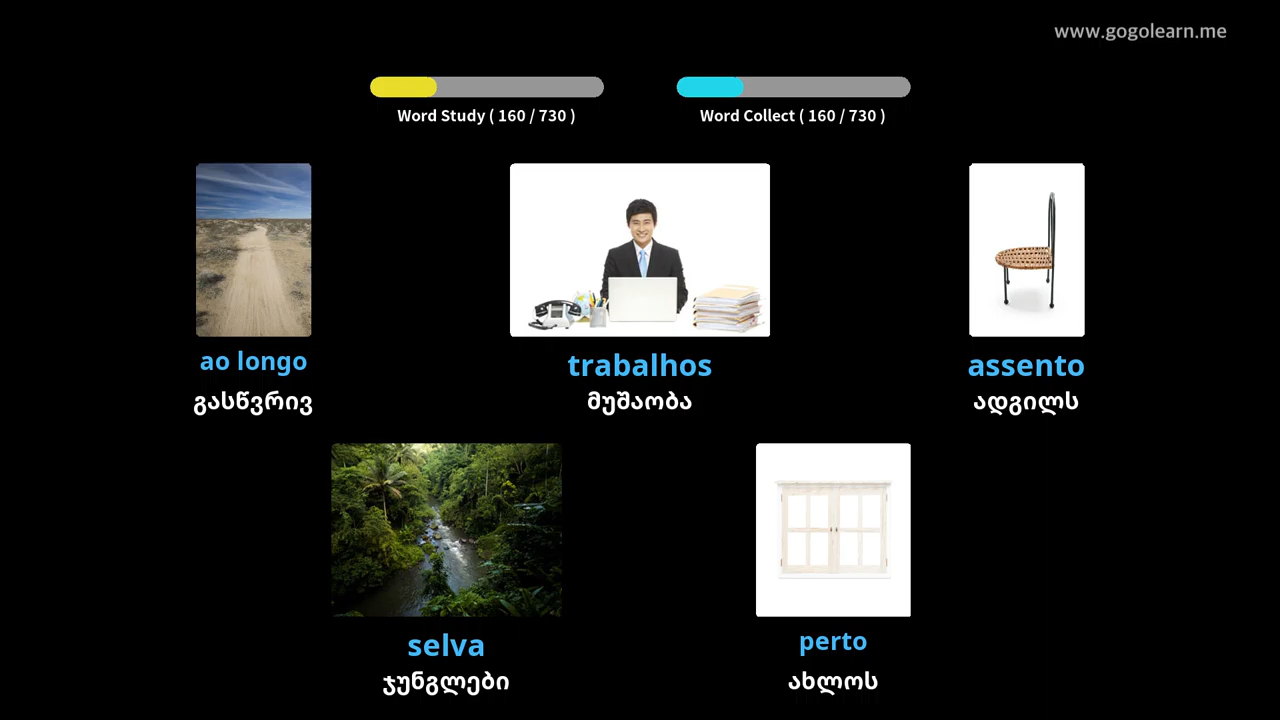 www.gogolearn.me
Word Study ( 160 / 730 )
Word Collect ( 160 / 730 )
ao longo
გასწვრივ
trabalhos
მუშაობა
assento
ადგილს
selva
ჯუნგლები
perto
ახლოს